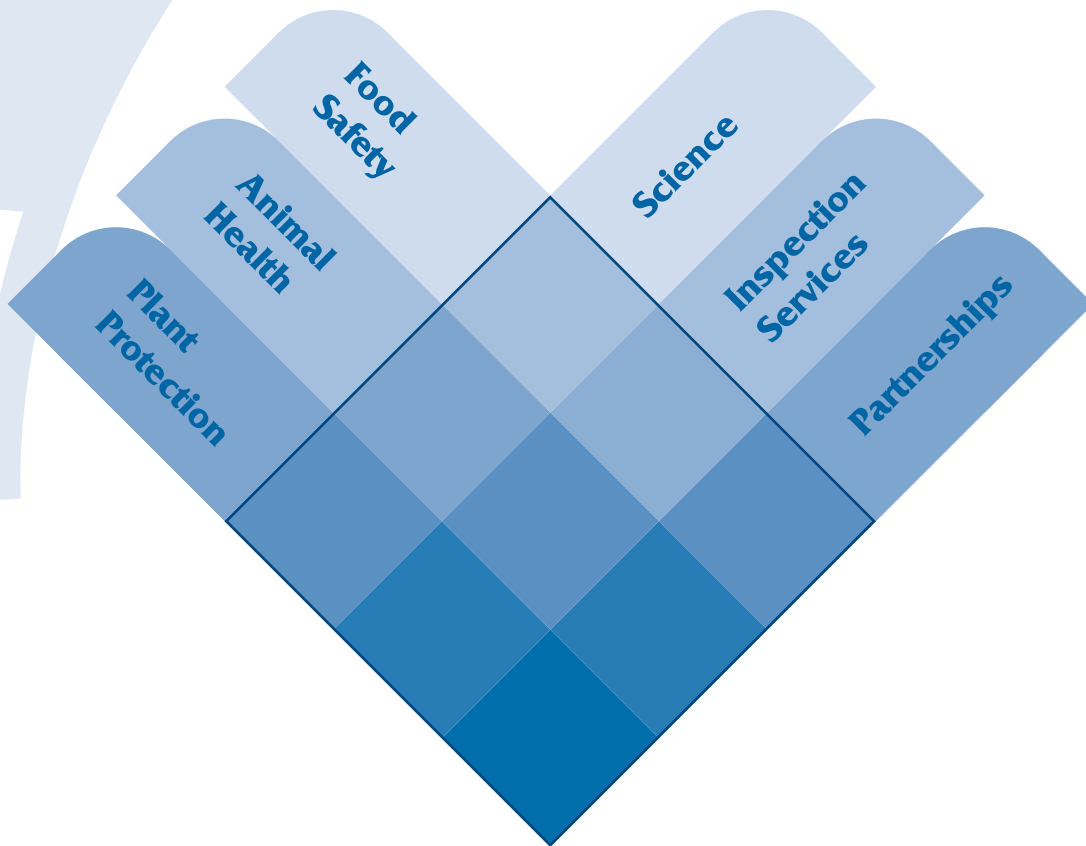 Food
Safety
Animal
Health
Plant
Protection
Science
Inspection
Services
Partnerships